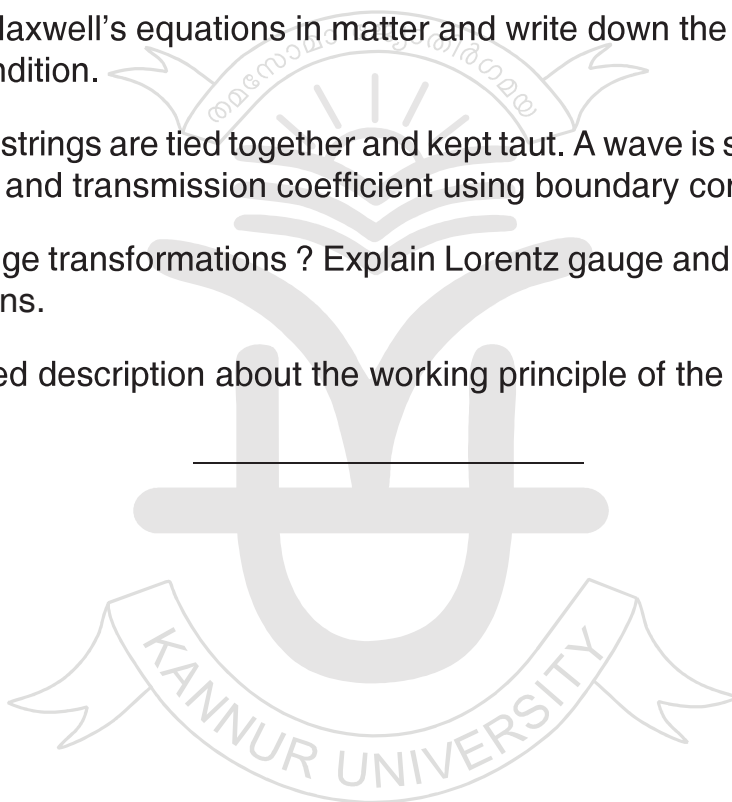 തമസോമാ ജ്യോതിർഗമയ
laxwell's equations in matter and write down the
ndition.
strings are tied together and kept taut. A wave is s
and transmission coefficient using boundary cor
ge transformations ? Explain Lorentz gauge and
ns.
ed description about the working principle of the
KANNUR UNIVERSITY